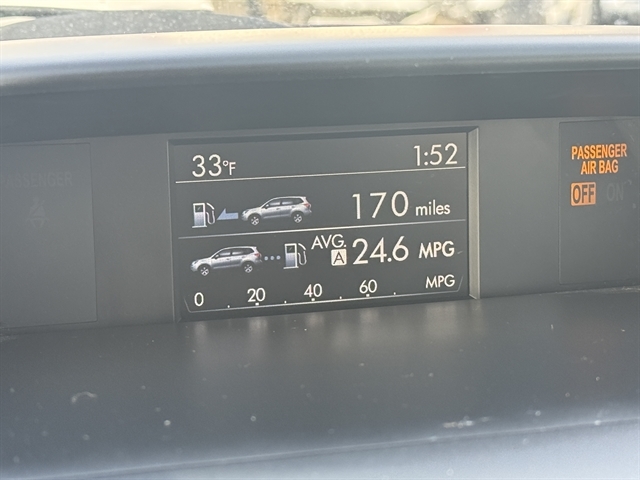 33°F 1:52
170 miles
AVG.
A 24.6 MPG
0 20 40 60 MPG
PASSENGER
AIR BAG
OFF ON
PASSENGER